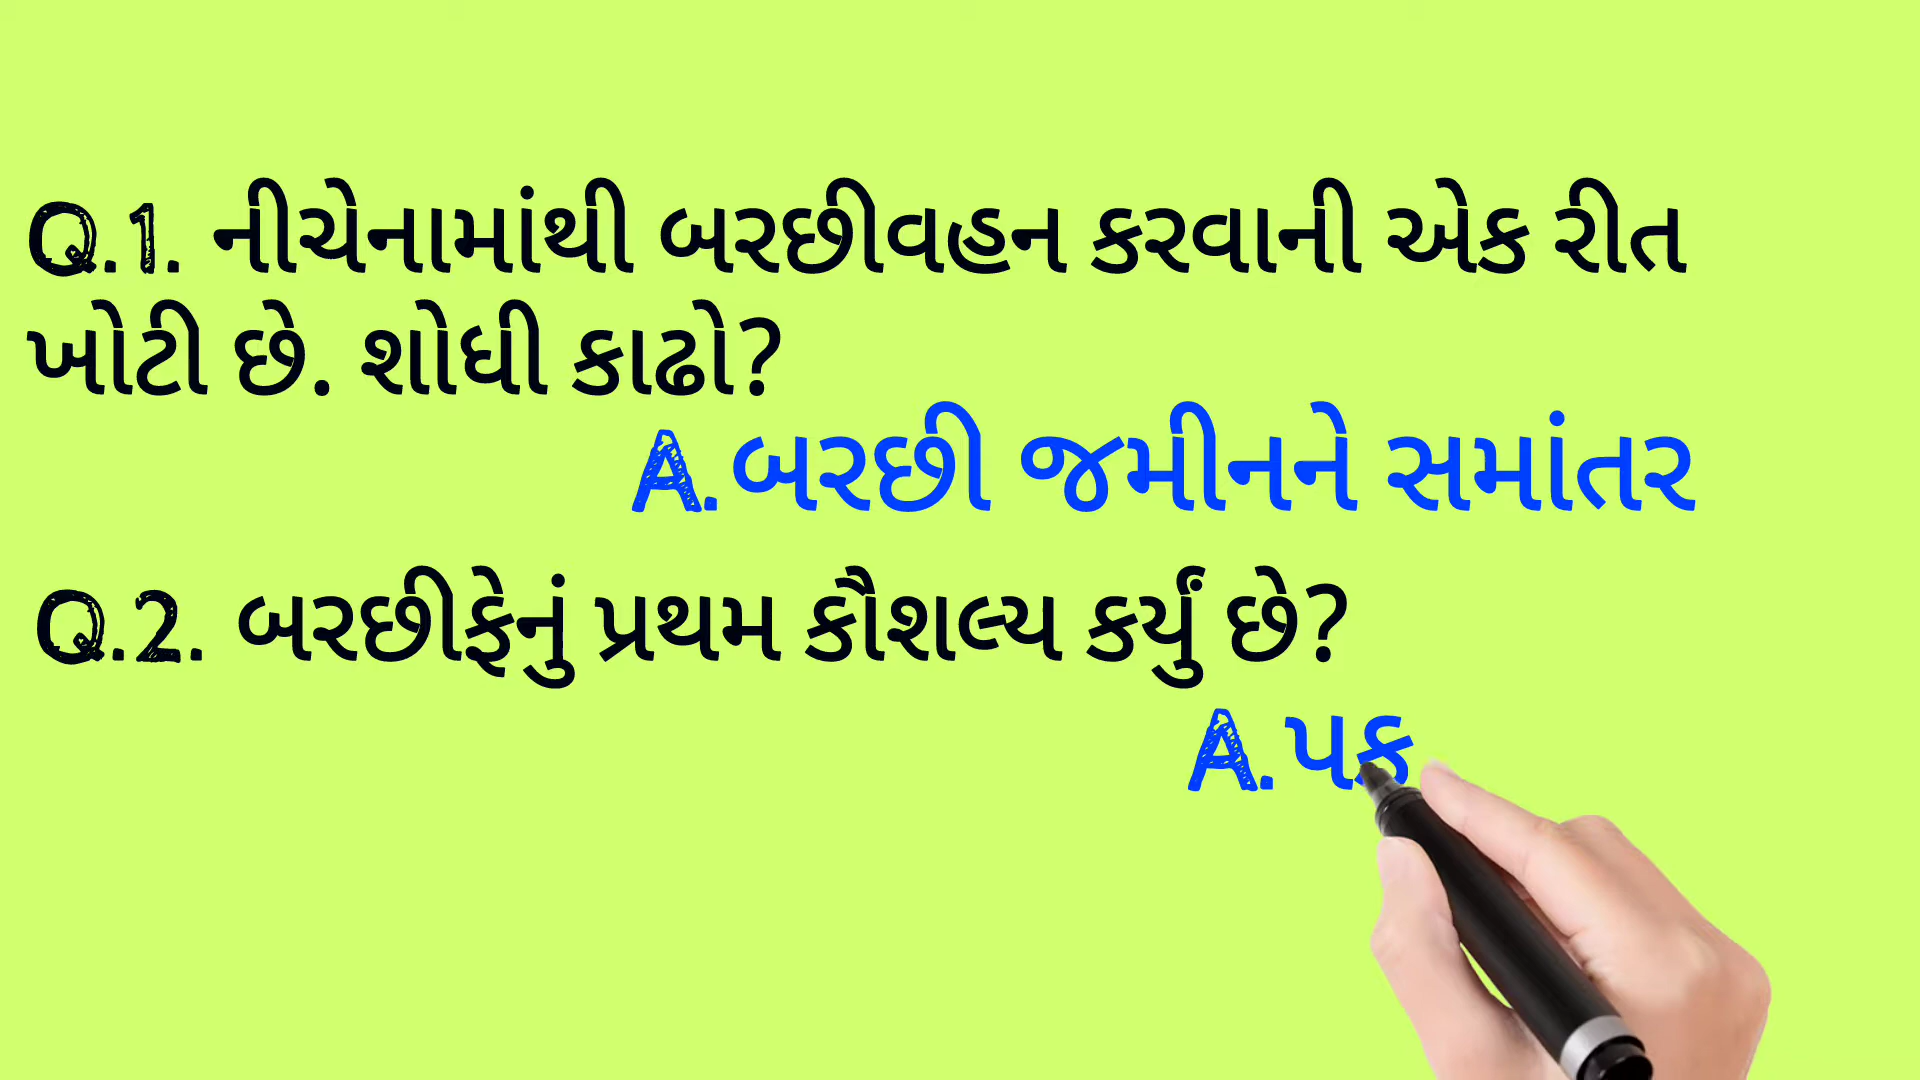 Q.1. નીચેનામાંથી બરછીવહન કરવાની એક રીત
ખોટી છે. શોધી કાઢો?
A.બરછી જમીનને સમાંતર
Q.2. બરછીફેનું પ્રથમ કૌશલ્ય કર્યું છે?
A.પક